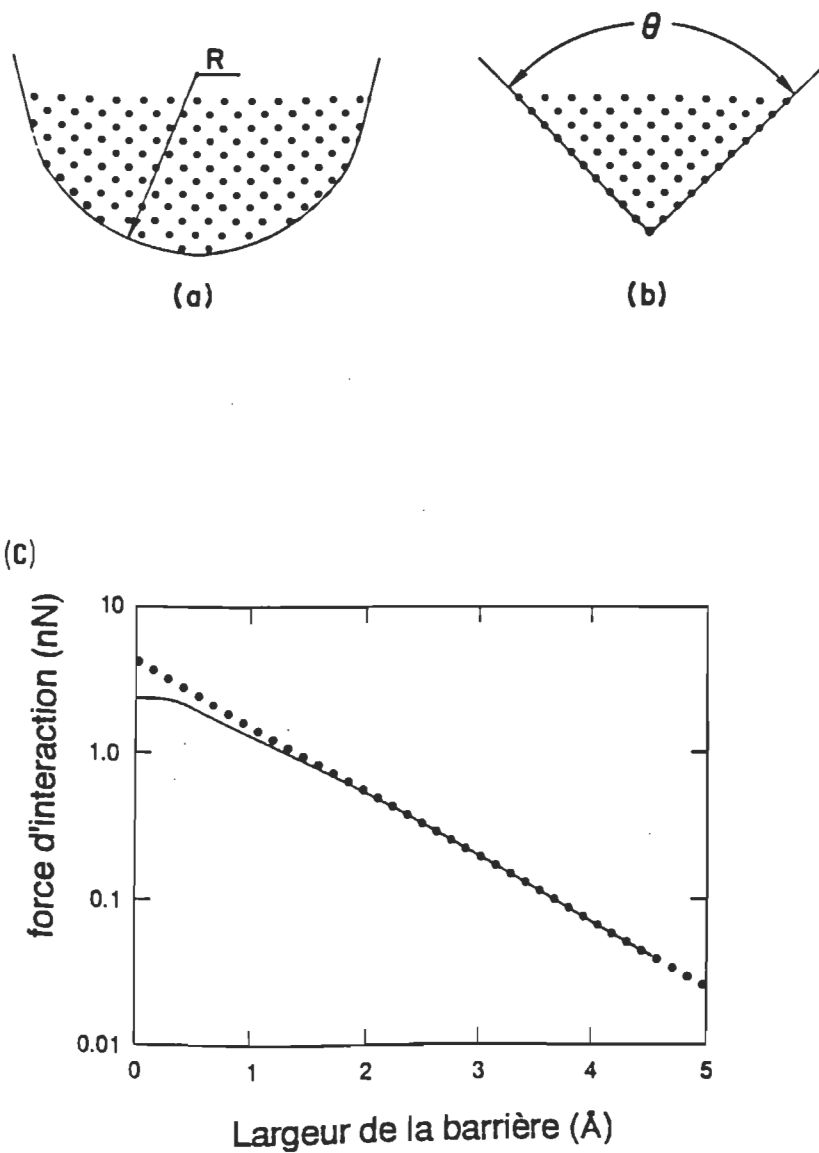 R
θ
(a)
(b)
(c)
force d'interaction (nN)
10
1.0
0.1
0.01
0
1
2
3
4
5
Largeur de la barrière (Å)